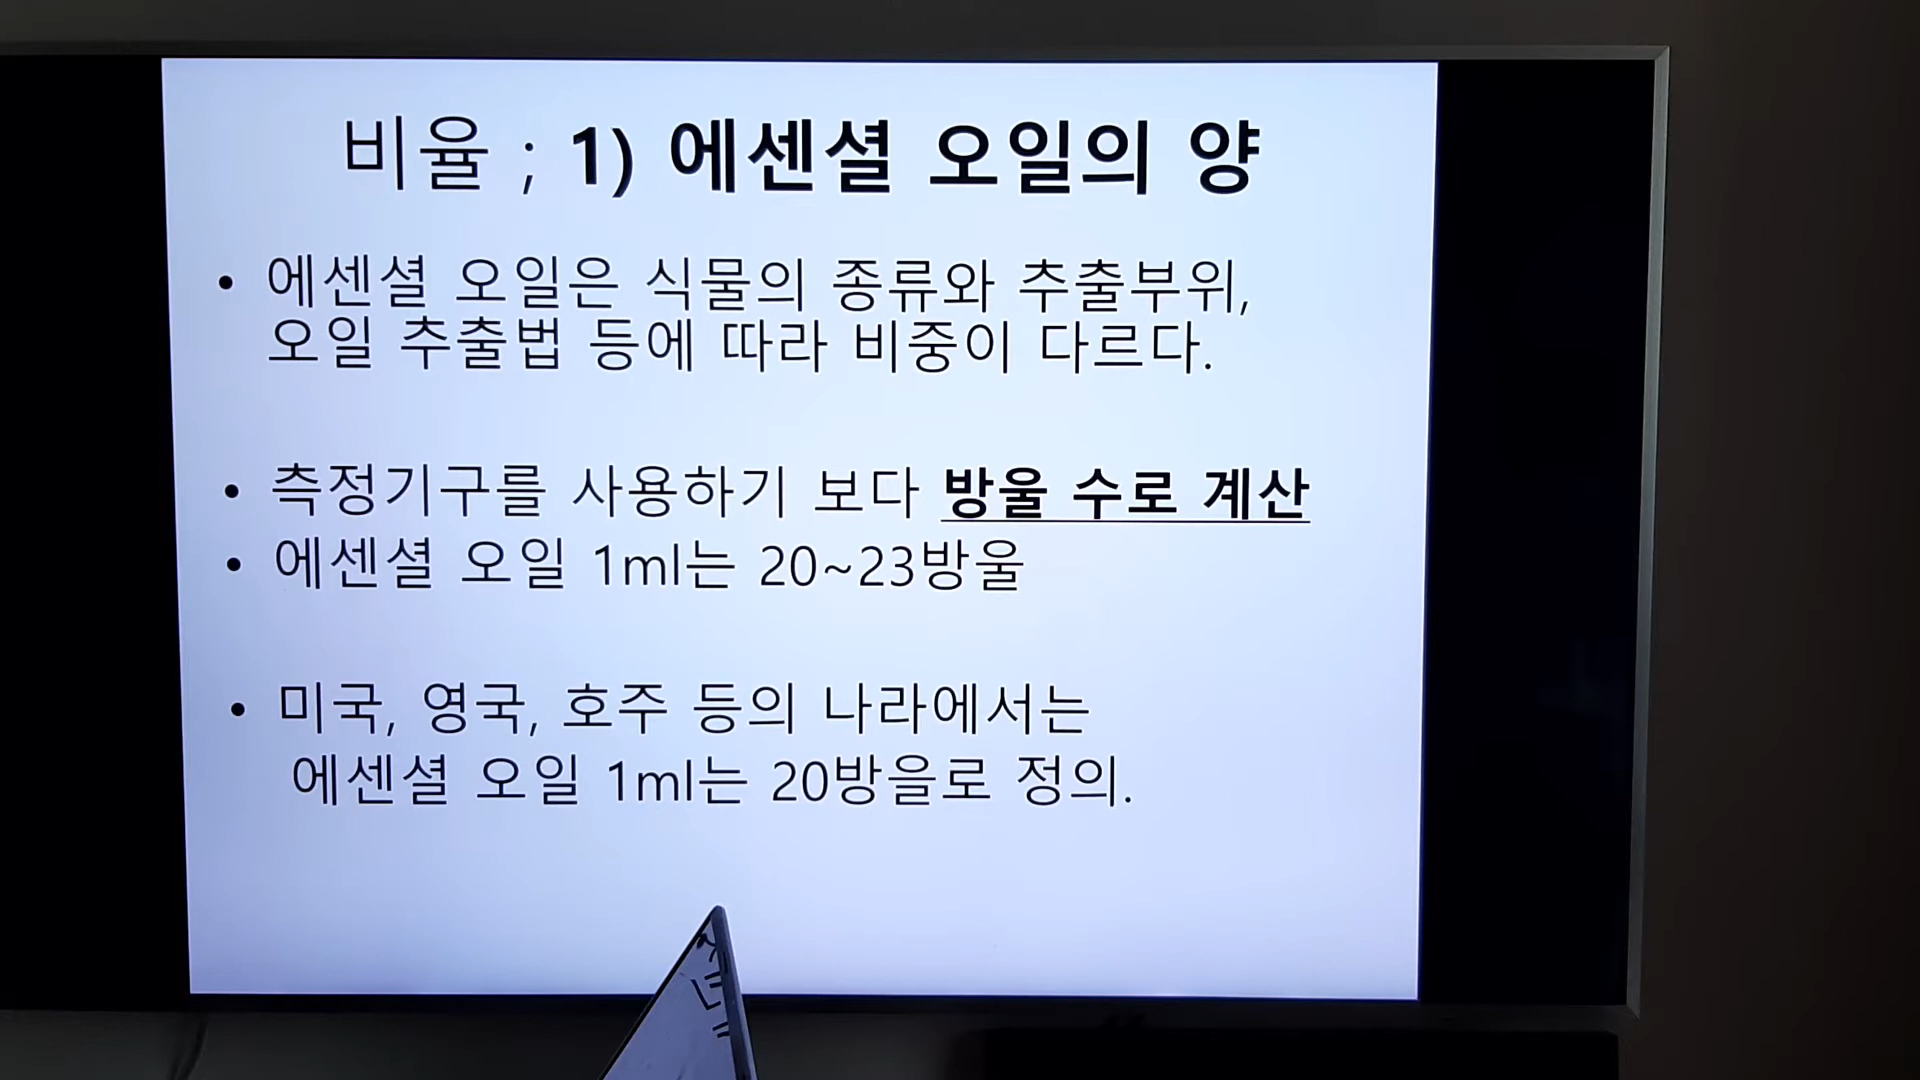 비율 ; 1) 에센셜 오일의 양
• 에센셜 오일은 식물의 종류와 추출부위,
오일 추출법 등에 따라 비중이 다르다.
• 측정기구를 사용하기 보다 방울 수로 계산
• 에센셜 오일 1ml는 20~23방울
• 미국, 영국, 호주 등의 나라에서는
에센셜 오일 1ml는 20방을로 정의.